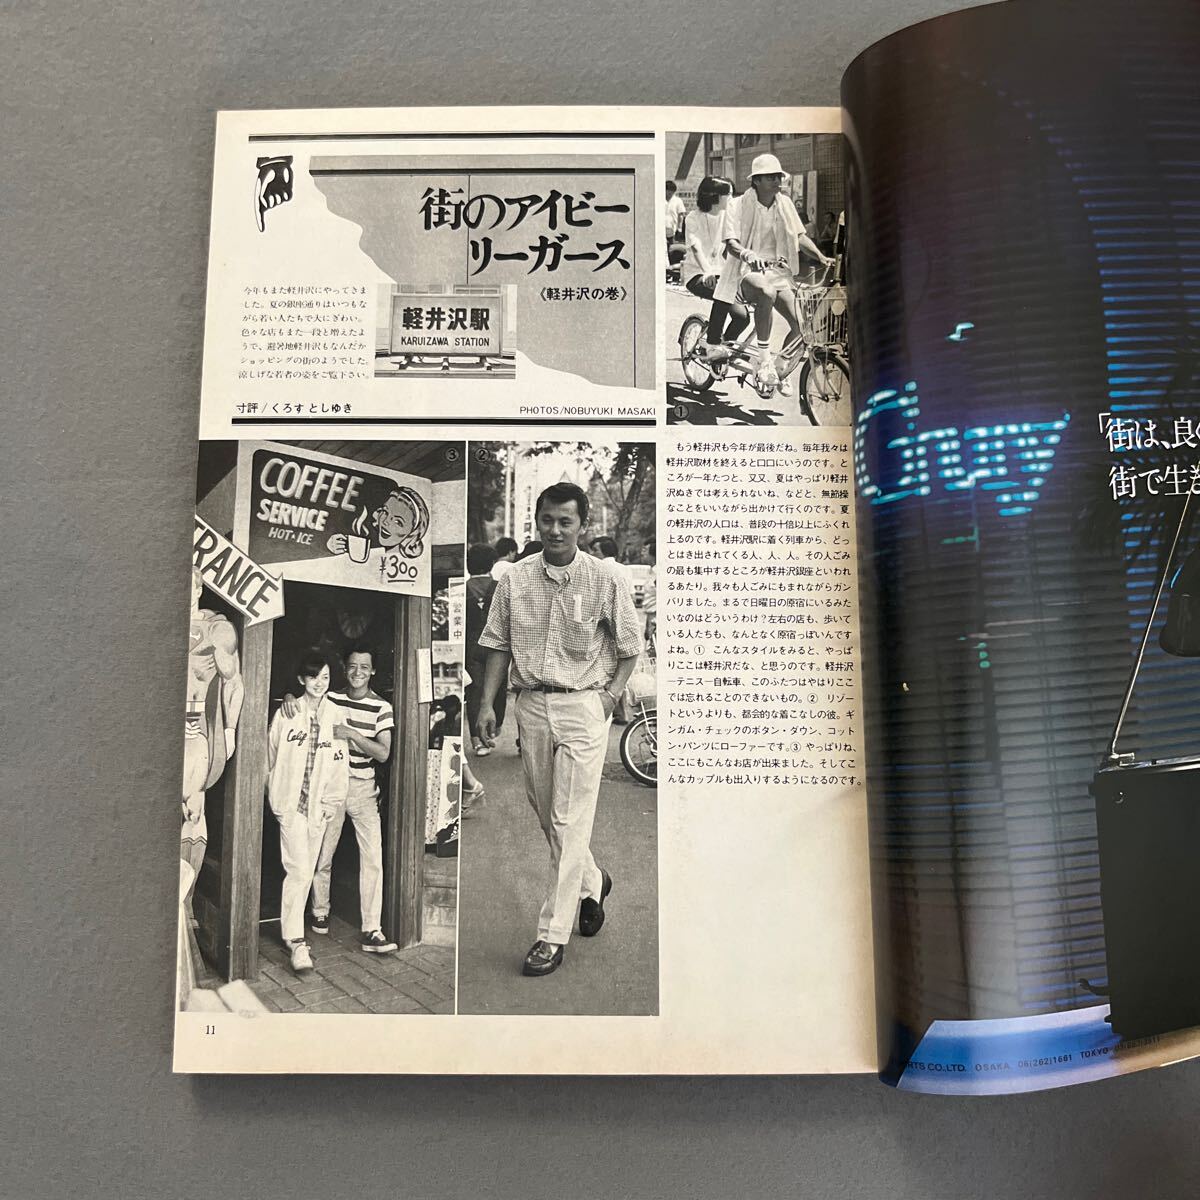 街のアイビー
リーガース
《軽井沢の巻》
今年もまた軽井沢にやってきま
した。夏の銀座通りはいつもな
がら若い人たちで大にぎわい。
色々な店もまた一段と増えたよ
うで、避暑地軽井沢もなんだか
ショッピングの街のようでした。
涼しげな若者の姿をご覧下さい。
軽井沢駅
KARUIZAWA STATION
寸評/くろす としゆき
PHOTOS/NOBUYUKI MASAKI
①
③
②
COFFEE
SERVICE
HOT・ICE
¥300
営業中
Calif
もう軽井沢も今年が最後だね。毎年我々は
軽井沢取材を終えると口口にいうのです。と
ころが一年たつと、又又、夏はやっぱり軽井
沢ぬきでは考えられないね、などと、無節操
なことをいいながら出かけて行くのです。夏
の軽井沢の人口は、普段の十倍以上にふくれ
上るのです。軽井沢駅に着く列車から、どっ
とはき出されてくる人、人、人。その人ごみ
の最も集中するところが軽井沢銀座といわれ
るあたり。我々も人ごみにもまれながらガン
バリました。まるで日曜日の原宿にいるみた
いなのはどういうわけ？左右の店も、歩いて
いる人たちも、なんとなく原宿っぽいんです
よね。① こんなスタイルをみると、やっぱ
りここは軽井沢だな、と思うのです。軽井沢
―テニス―自転車、このふたつはやはりここ
では忘れることのできないもの。② リゾー
トというよりも、都会的な着こなしの彼。ギ
ンガム・チェックのボタン・ダウン、コット
ン・パンツにローファーです。③ やっぱりね、
ここにもこんなお店が出来ました。そしてこ
んなカップルも出入りするようになるのです。
11
「街は、良
街で生
CO.,LTD. OSAKA 06(262)1661 TOKYO